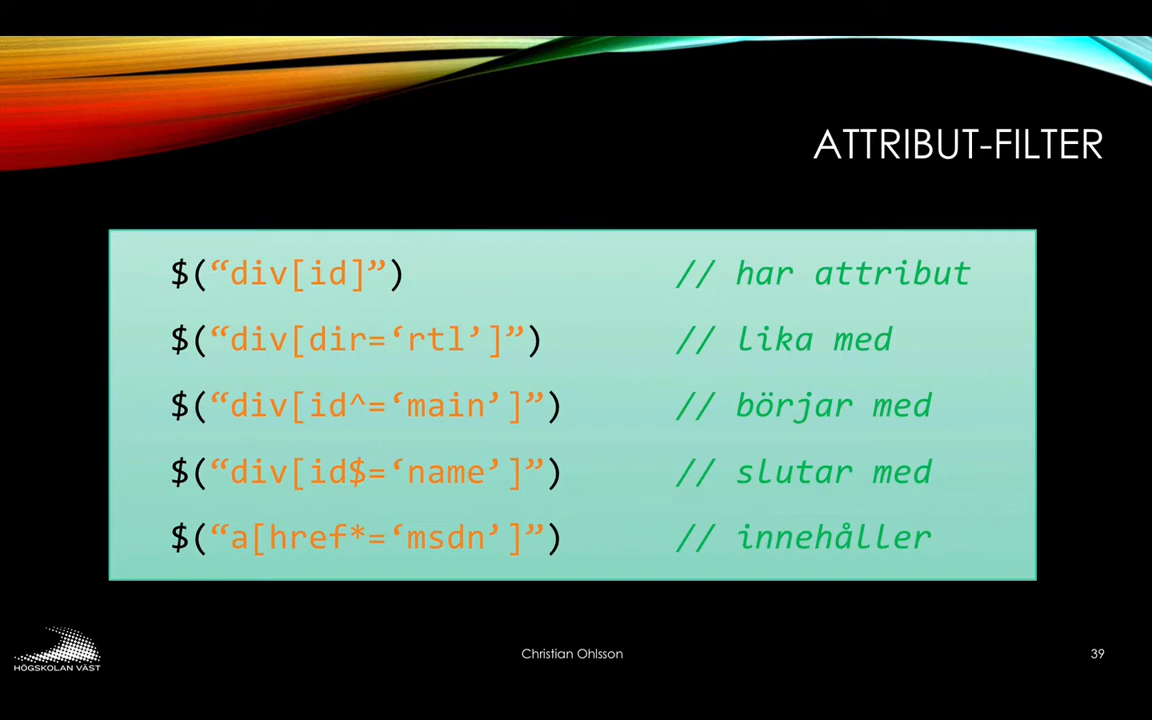 ATTRIBUT-FILTER
$(“div[id]”) // har attribut
$(“div[dir=‘rtl’]”) // lika med
$(“div[id^=‘main’]”) // börjar med
$(“div[id$=‘name’]”) // slutar med
$(“a[href*=‘msdn’]”) // innehåller
HÖGSKOLAN VÄST
Christian Ohlsson
39